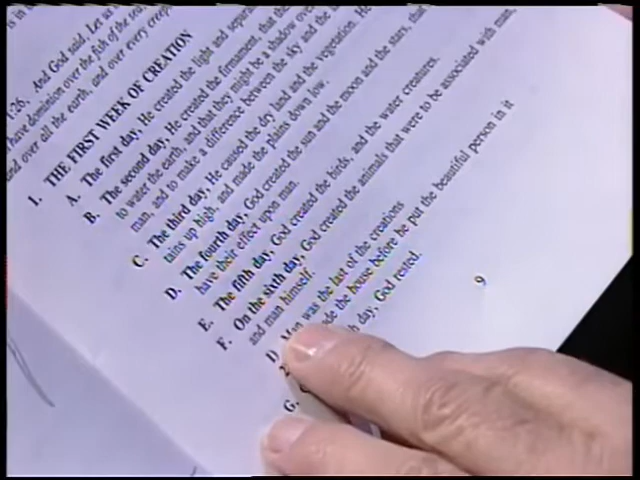 is in
1:26, And God said, Let us
have dominion over the fish of the sea,
and over all the earth, and over every creep
I. THE FIRST WEEK OF CREATION
A. The first day, He created the light and separ
B. The second day, He created the firmament, that the
to water the earth, and that they might be a shadow over
man, and to make a difference between the sky and the
C. The third day, He caused the dry land and the vegetation. He
tains up high, and made the plains down low.
D. The fourth day, God created the sun and the moon and the stars, that
have their effect upon man.
E. The fifth day, God created the birds, and the water creatures.
F. On the sixth day, God created the animals that were to be associated with man,
and man himself.
D. Man was the last of the creations
2 de the house before he put the beautiful person in it
G. h day, God rested.
9